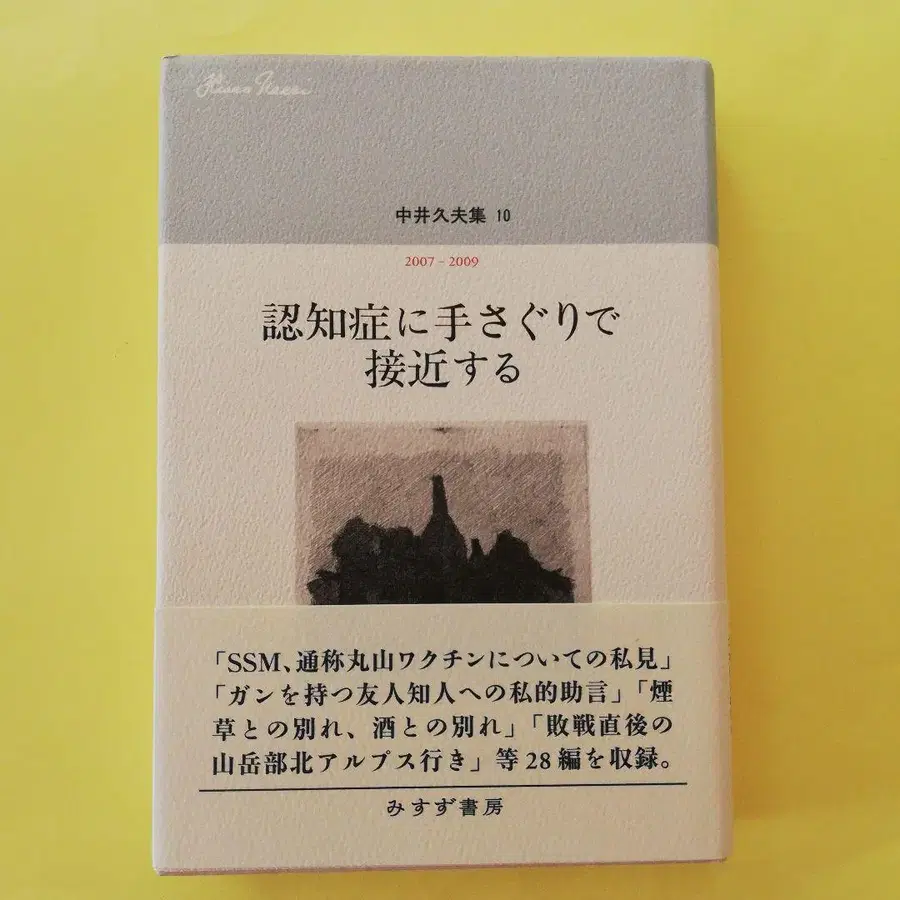 中井久夫集 10
2007 – 2009
認知症に手さぐりで
接近する
「SSM、通称丸山ワクチンについての私見」
「ガンを持つ友人知人への私的助言」「煙
草との別れ、酒との別れ」「敗戦直後の
山岳部北アルプス行き」等28編を収録。
みすず書房